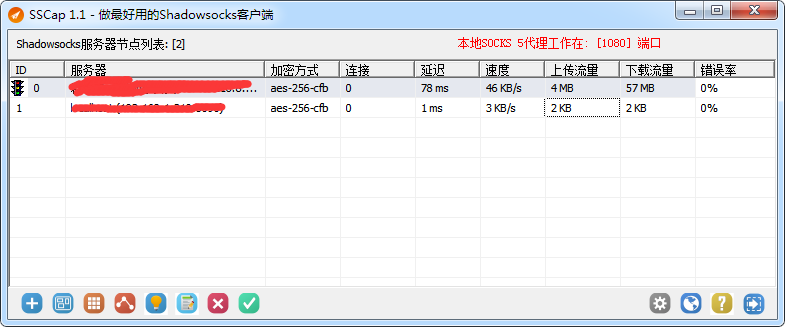 SSCap 1.1 - 做最好用的Shadowsocks客户端
Shadowsocks服务器节点列表: [2] 本地SOCKS 5代理工作在: [1080] 端口
ID 服务器 加密方式 连接 延迟 速度 上传流量 下载流量 错误率
0 aes-256-cfb 0 78 ms 46 KB/s 4 MB 57 MB 0%
1 aes-256-cfb 0 1 ms 3 KB/s 2 KB 2 KB 0%